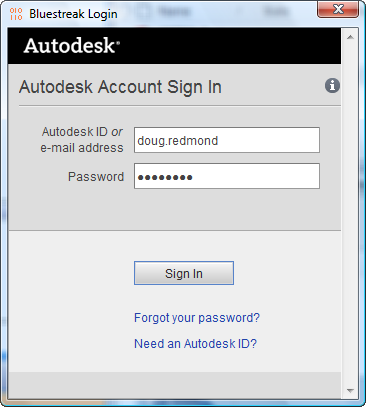 Bluestreak Login
Autodesk®
Autodesk Account Sign In
Autodesk ID or
e-mail address
doug.redmond
Password
●●●●●●●●
Sign In
Forgot your password?
Need an Autodesk ID?